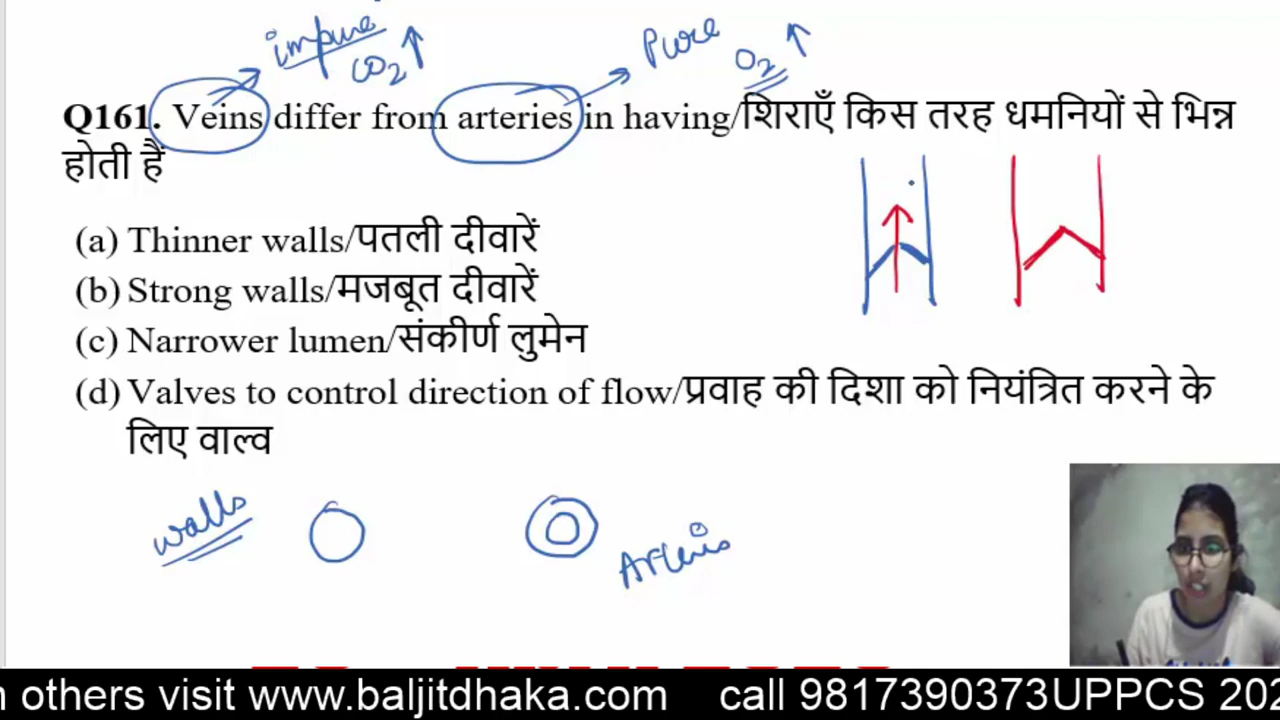 impure
Pure
CO₂ ↑
O₂ ↑
Q161. Veins differ from arteries in having/शिराएँ किस तरह धमनियों से भिन्न
होती हैं
(a) Thinner walls/पतली दीवारें
(b) Strong walls/मजबूत दीवारें
(c) Narrower lumen/संकीर्ण लुमेन
(d) Valves to control direction of flow/प्रवाह की दिशा को नियंत्रित करने के
लिए वाल्व
walls
n others visit www.baljitdhaka.com call 9817390373UPPCS 202